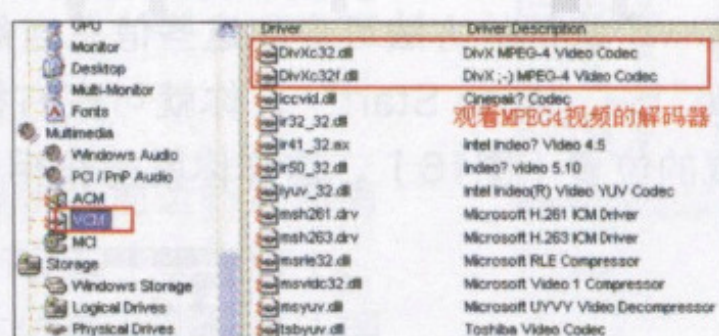 GPU
Monitor
Desktop
Multi-Monitor
Fonts
Multimedia
Windows Audio
PCI / PnP Audio
ACM
VCM
MCI
Storage
Windows Storage
Logical Drives
Physical Drives
Driver Driver Description
DivXc32.dll DivX MPEG-4 Video Codec
DivXc32f.dll DivX ;-) MPEG-4 Video Codec
iccvid.dll Cinepak? Codec
观看MPEG4视频的解码器
ir32_32.dll
ir41_32.ax Intel Indeo? Video 4.5
ir50_32.dll Indeo? video 5.10
iyuv_32.dll Intel Indeo(R) Video YUV Codec
msh261.drv Microsoft H.261 ICM Driver
msh263.drv Microsoft H.263 ICM Driver
msrle32.dll Microsoft RLE Compressor
msvidc32.dll Microsoft Video 1 Compressor
msyuv.dll Microsoft UYVY Video Decompressor
tsbyuv.dll Toshiba Video Codec